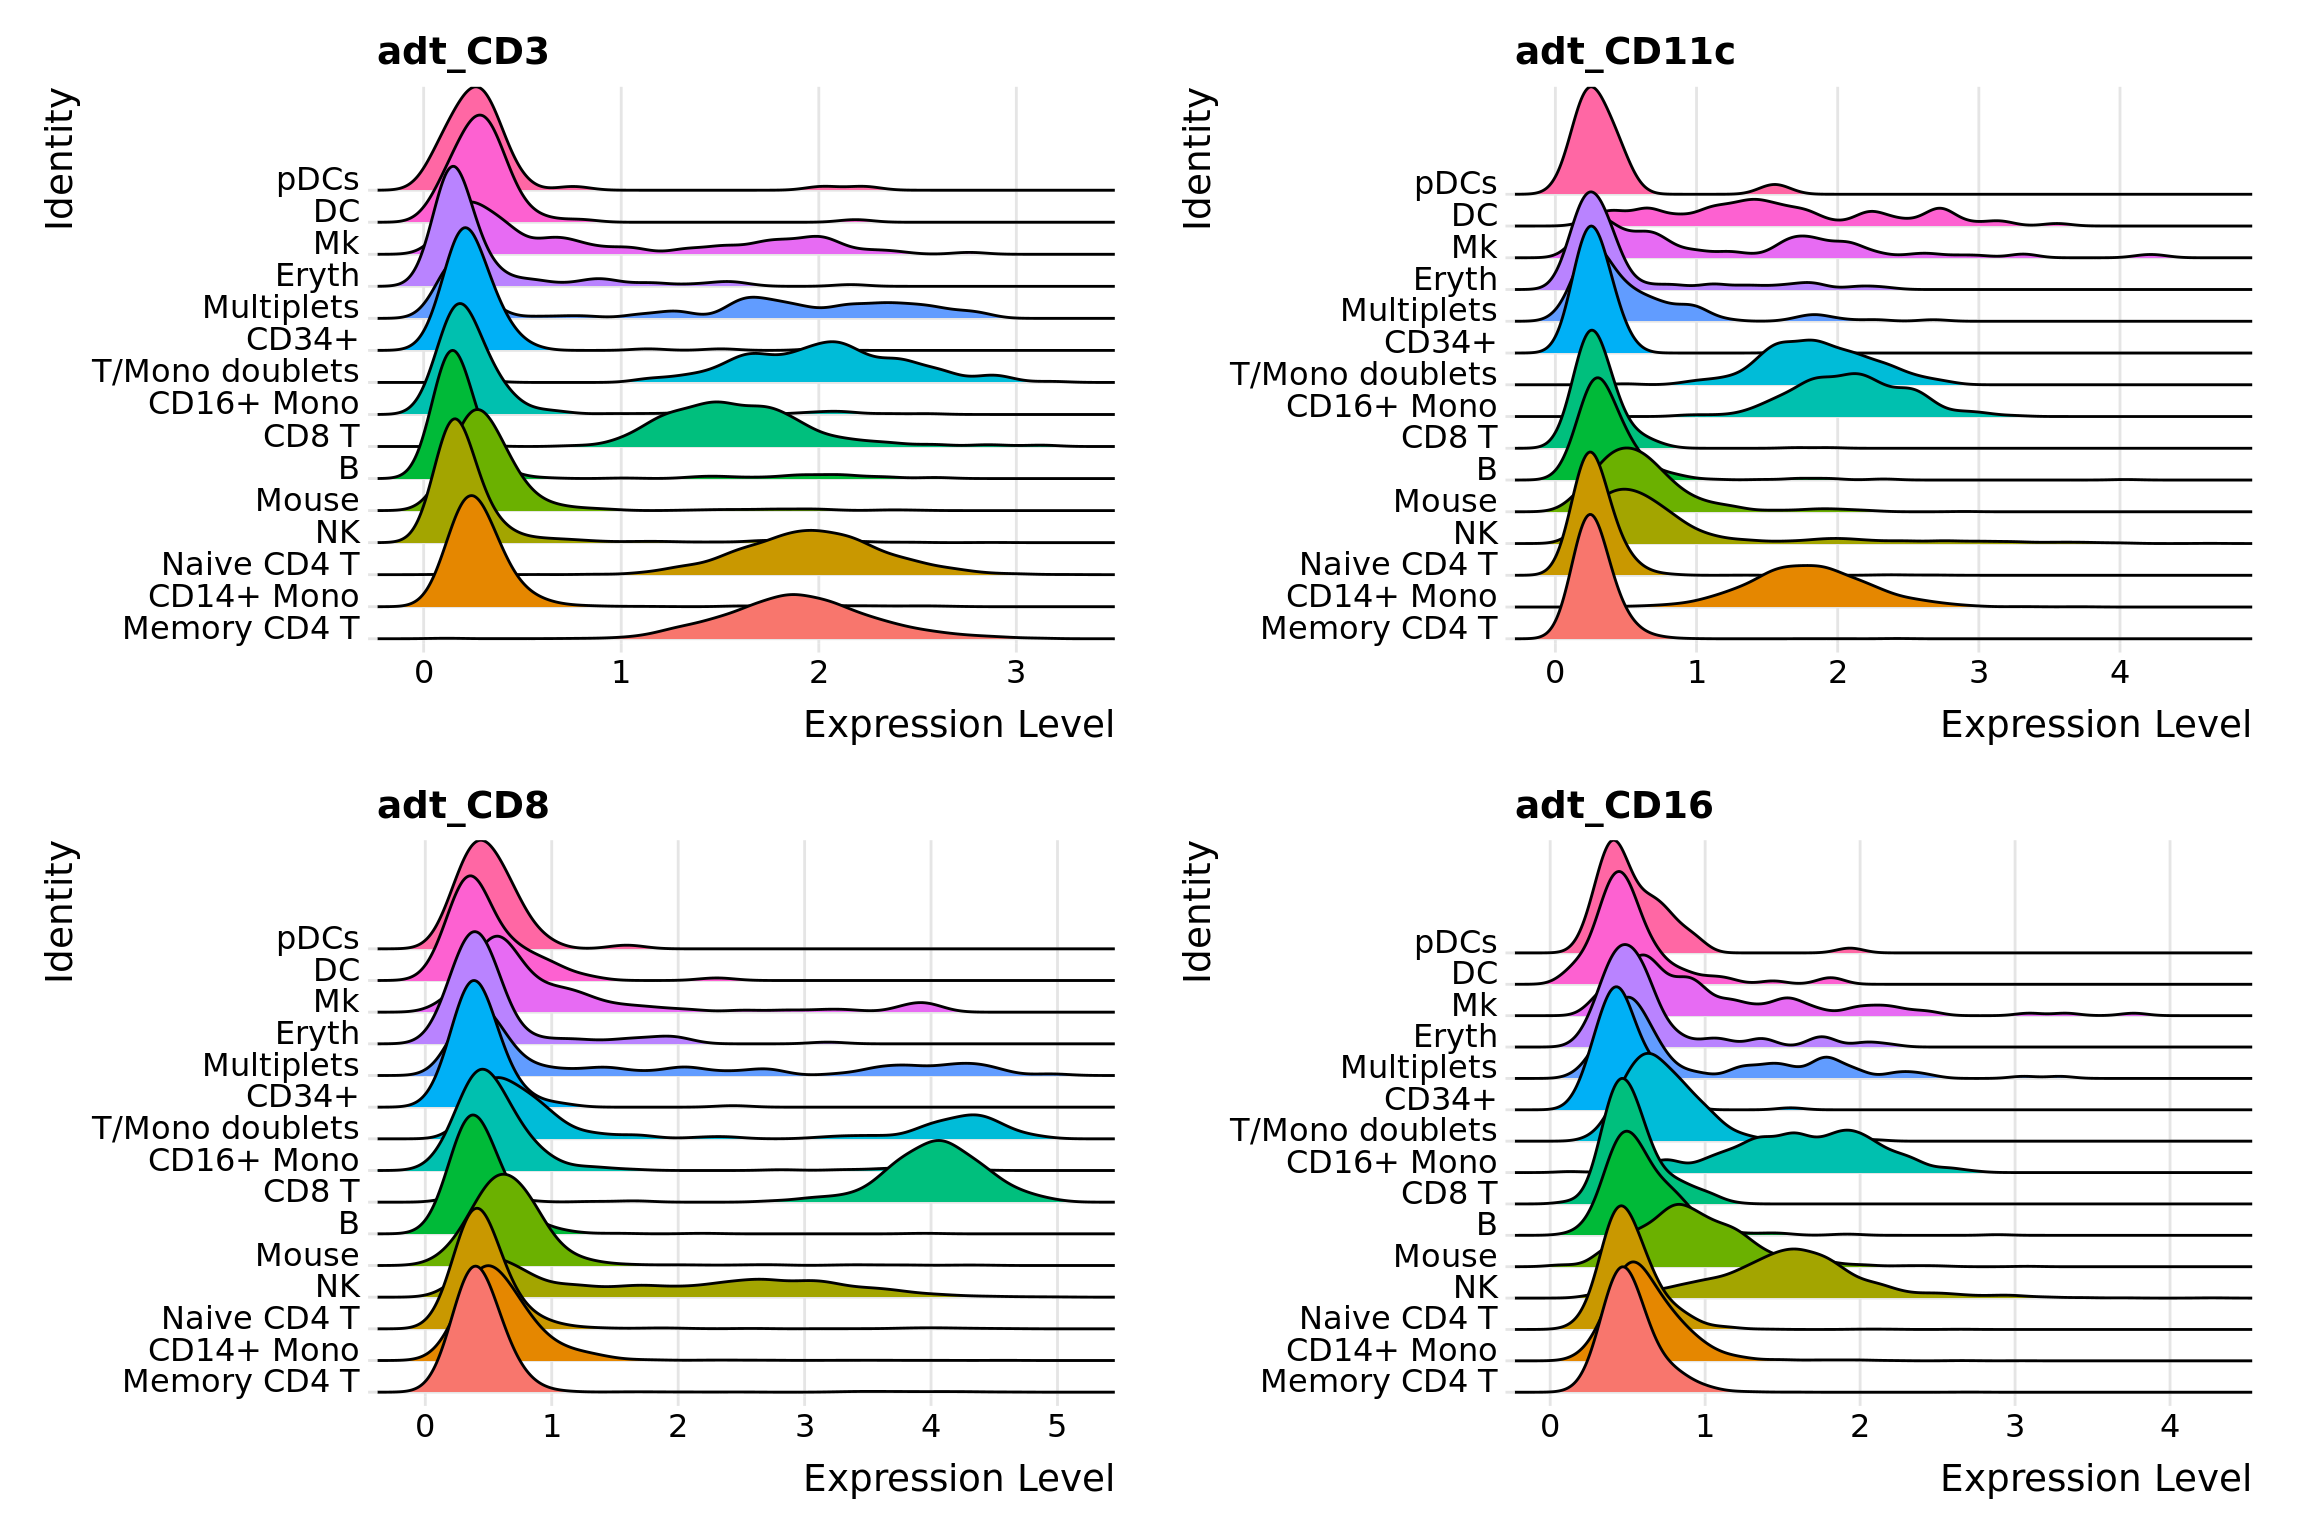 adt_CD3
Identity
pDCs
DC
Mk
Eryth
Multiplets
CD34+
T/Mono doublets
CD16+ Mono
CD8 T
B
Mouse
NK
Naive CD4 T
CD14+ Mono
Memory CD4 T
0 1 2 3
Expression Level
adt_CD11c
Identity
pDCs
DC
Mk
Eryth
Multiplets
CD34+
T/Mono doublets
CD16+ Mono
CD8 T
B
Mouse
NK
Naive CD4 T
CD14+ Mono
Memory CD4 T
0 1 2 3 4
Expression Level
adt_CD8
Identity
pDCs
DC
Mk
Eryth
Multiplets
CD34+
T/Mono doublets
CD16+ Mono
CD8 T
B
Mouse
NK
Naive CD4 T
CD14+ Mono
Memory CD4 T
0 1 2 3 4 5
Expression Level
adt_CD16
Identity
pDCs
DC
Mk
Eryth
Multiplets
CD34+
T/Mono doublets
CD16+ Mono
CD8 T
B
Mouse
NK
Naive CD4 T
CD14+ Mono
Memory CD4 T
0 1 2 3 4
Expression Level